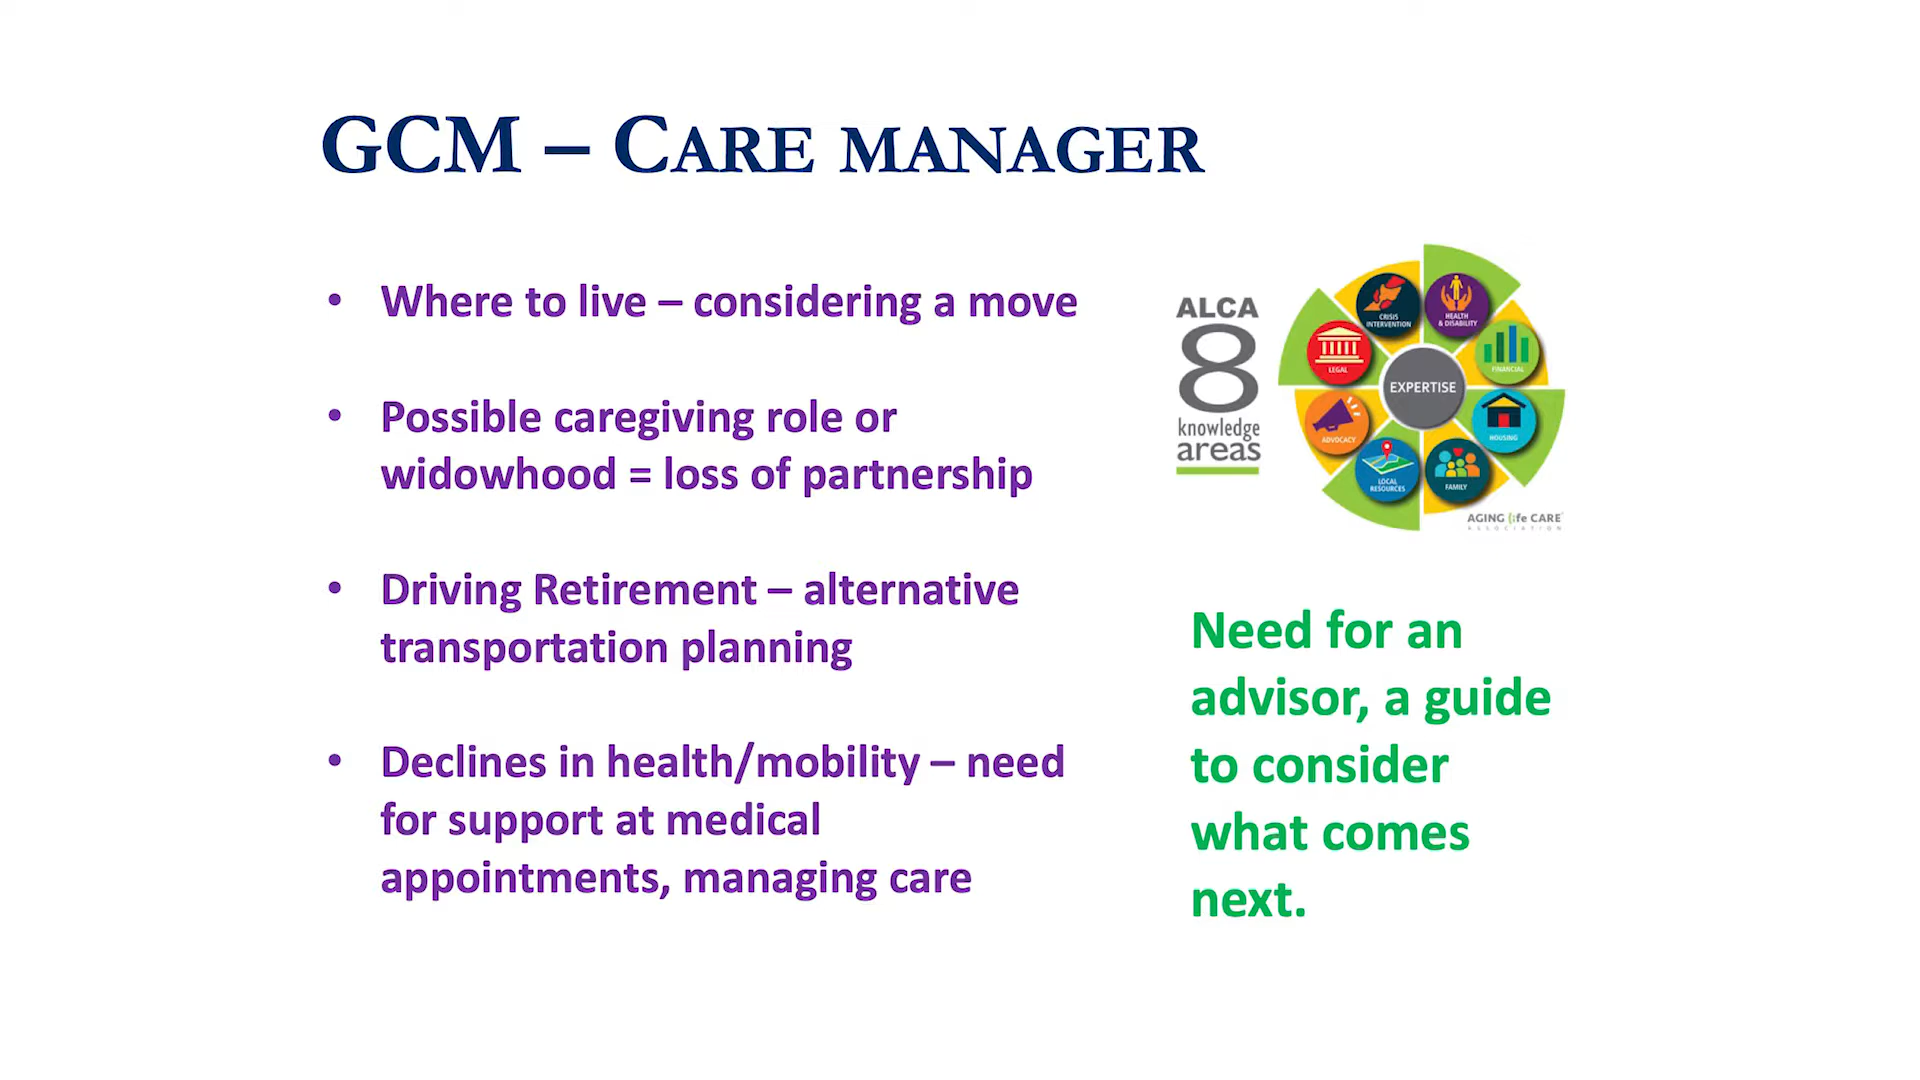 GCM – CARE MANAGER
• Where to live – considering a move
• Possible caregiving role or
widowhood = loss of partnership
• Driving Retirement – alternative
transportation planning
• Declines in health/mobility – need
for support at medical
appointments, managing care
ALCA
8
knowledge
areas
CRISIS
INTERVENTION
HEALTH
& DISABILITY
LEGAL
FINANCIAL
EXPERTISE
ADVOCACY
HOUSING
LOCAL
RESOURCES
FAMILY
AGING life CARE
ASSOCIATION
Need for an
advisor, a guide
to consider
what comes
next.